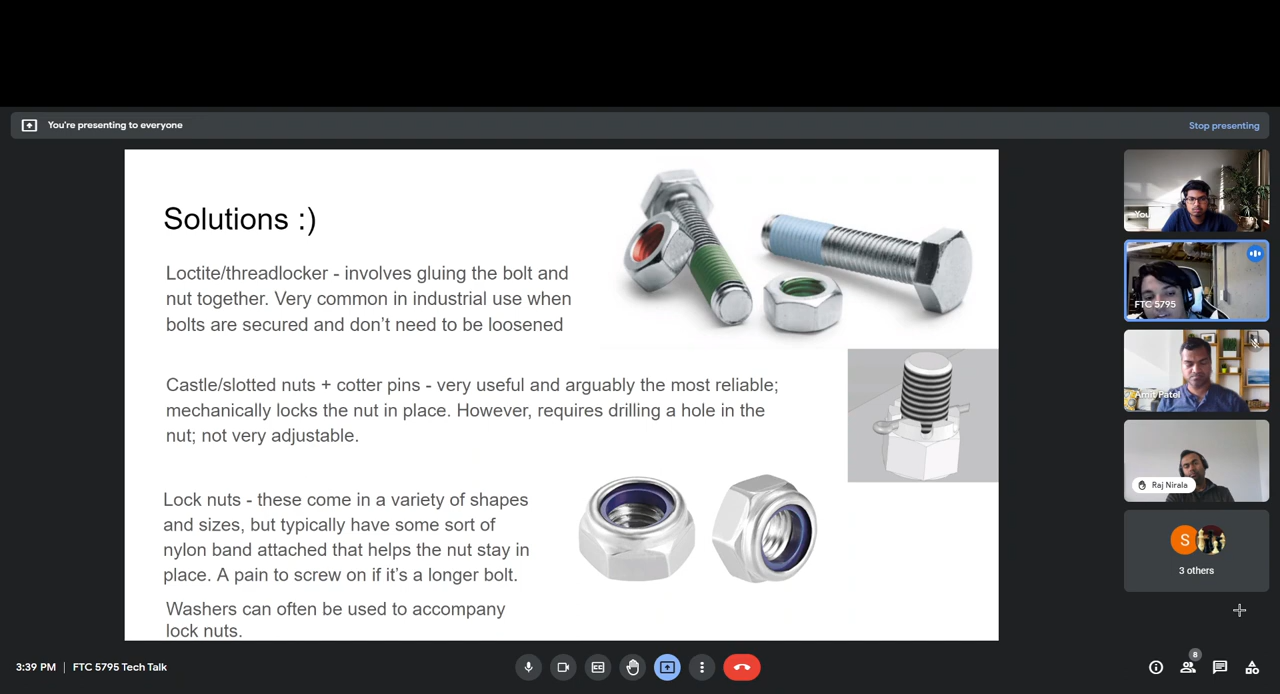 You're presenting to everyone
Stop presenting
Solutions :)
Loctite/threadlocker - involves gluing the bolt and
nut together. Very common in industrial use when
bolts are secured and don't need to be loosened
Castle/slotted nuts + cotter pins - very useful and arguably the most reliable;
mechanically locks the nut in place. However, requires drilling a hole in the
nut; not very adjustable.
Lock nuts - these come in a variety of shapes
and sizes, but typically have some sort of
nylon band attached that helps the nut stay in
place. A pain to screw on if it's a longer bolt.
Washers can often be used to accompany
lock nuts.
You
FTC 5795
Amit Patel
Raj Nirala
S
3 others
3:39 PM | FTC 5795 Tech Talk
CC
8